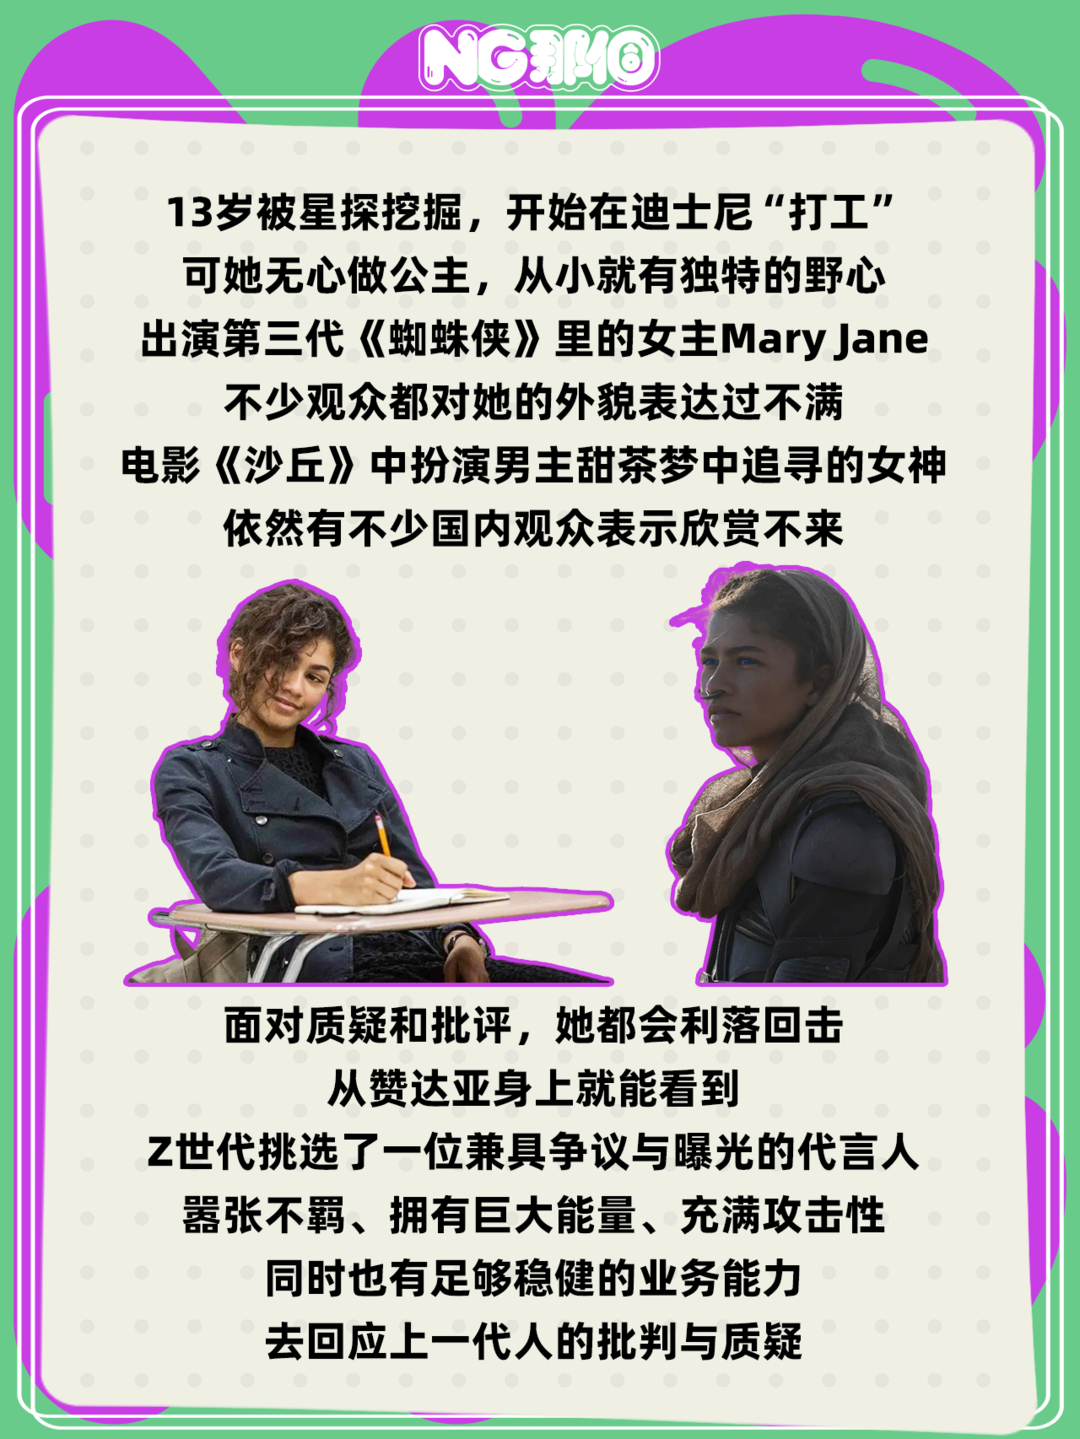 NG那仙
13岁被星探挖掘，开始在迪士尼“打工”
可她无心做公主，从小就有独特的野心
出演第三代《蜘蛛侠》里的女主Mary Jane
不少观众都对她的外貌表达过不满
电影《沙丘》中扮演男主甜茶梦中追寻的女神
依然有不少国内观众表示欣赏不来
面对质疑和批评，她都会利落回击
从赞达亚身上就能看到
Z世代挑选了一位兼具争议与曝光的代言人
嚣张不羁、拥有巨大能量、充满攻击性
同时也有足够稳健的业务能力
去回应上一代人的批判与质疑